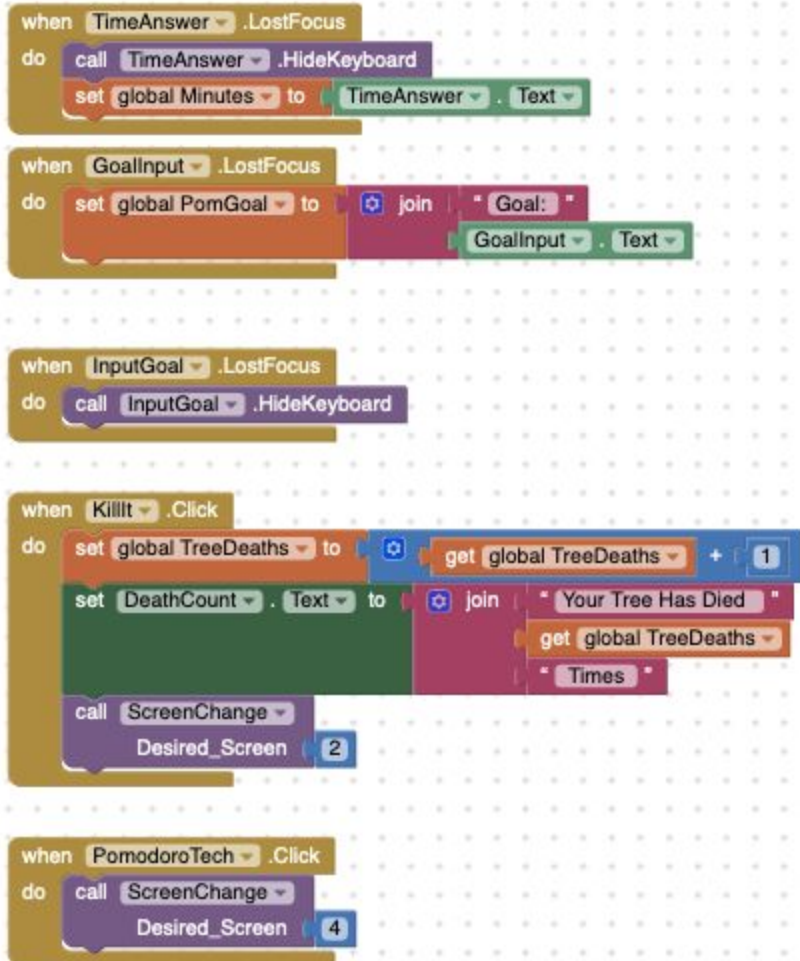 when TimeAnswer .LostFocus
do call TimeAnswer .HideKeyboard
set global Minutes to TimeAnswer . Text
when GoalInput .LostFocus
do set global PomGoal to join " Goal: "
GoalInput . Text
when InputGoal .LostFocus
do call InputGoal .HideKeyboard
when KillIt .Click
do set global TreeDeaths to get global TreeDeaths + 1
set DeathCount . Text to join " Your Tree Has Died "
get global TreeDeaths
" Times "
call ScreenChange
Desired_Screen 2
when PomodoroTech .Click
do call ScreenChange
Desired_Screen 4